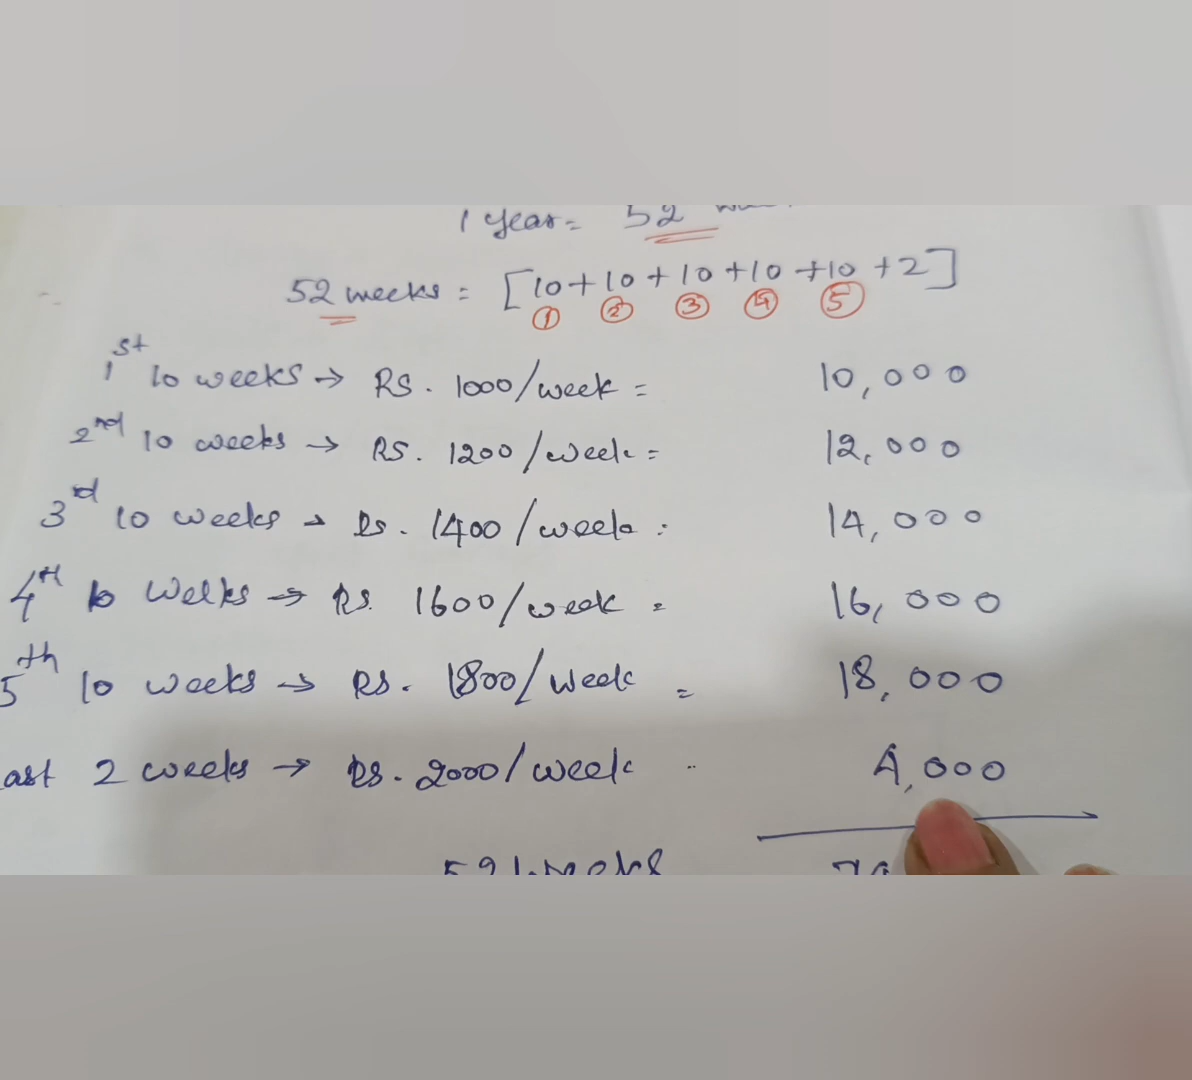 1 year = 52
52 weeks = [10+10+10+10+10+2]
1 2 3 4 5
1st 10 weeks → RS. 1000/week = 10,000
2nd 10 weeks → RS. 1200/week = 12,000
3rd 10 weeks → Rs. 1400/week = 14,000
4th 10 weeks → Rs. 1600/week = 16,000
5th 10 weeks → RS. 1800/week = 18,000
Last 2 weeks → RS. 2000/week = 4,000
52 weeks